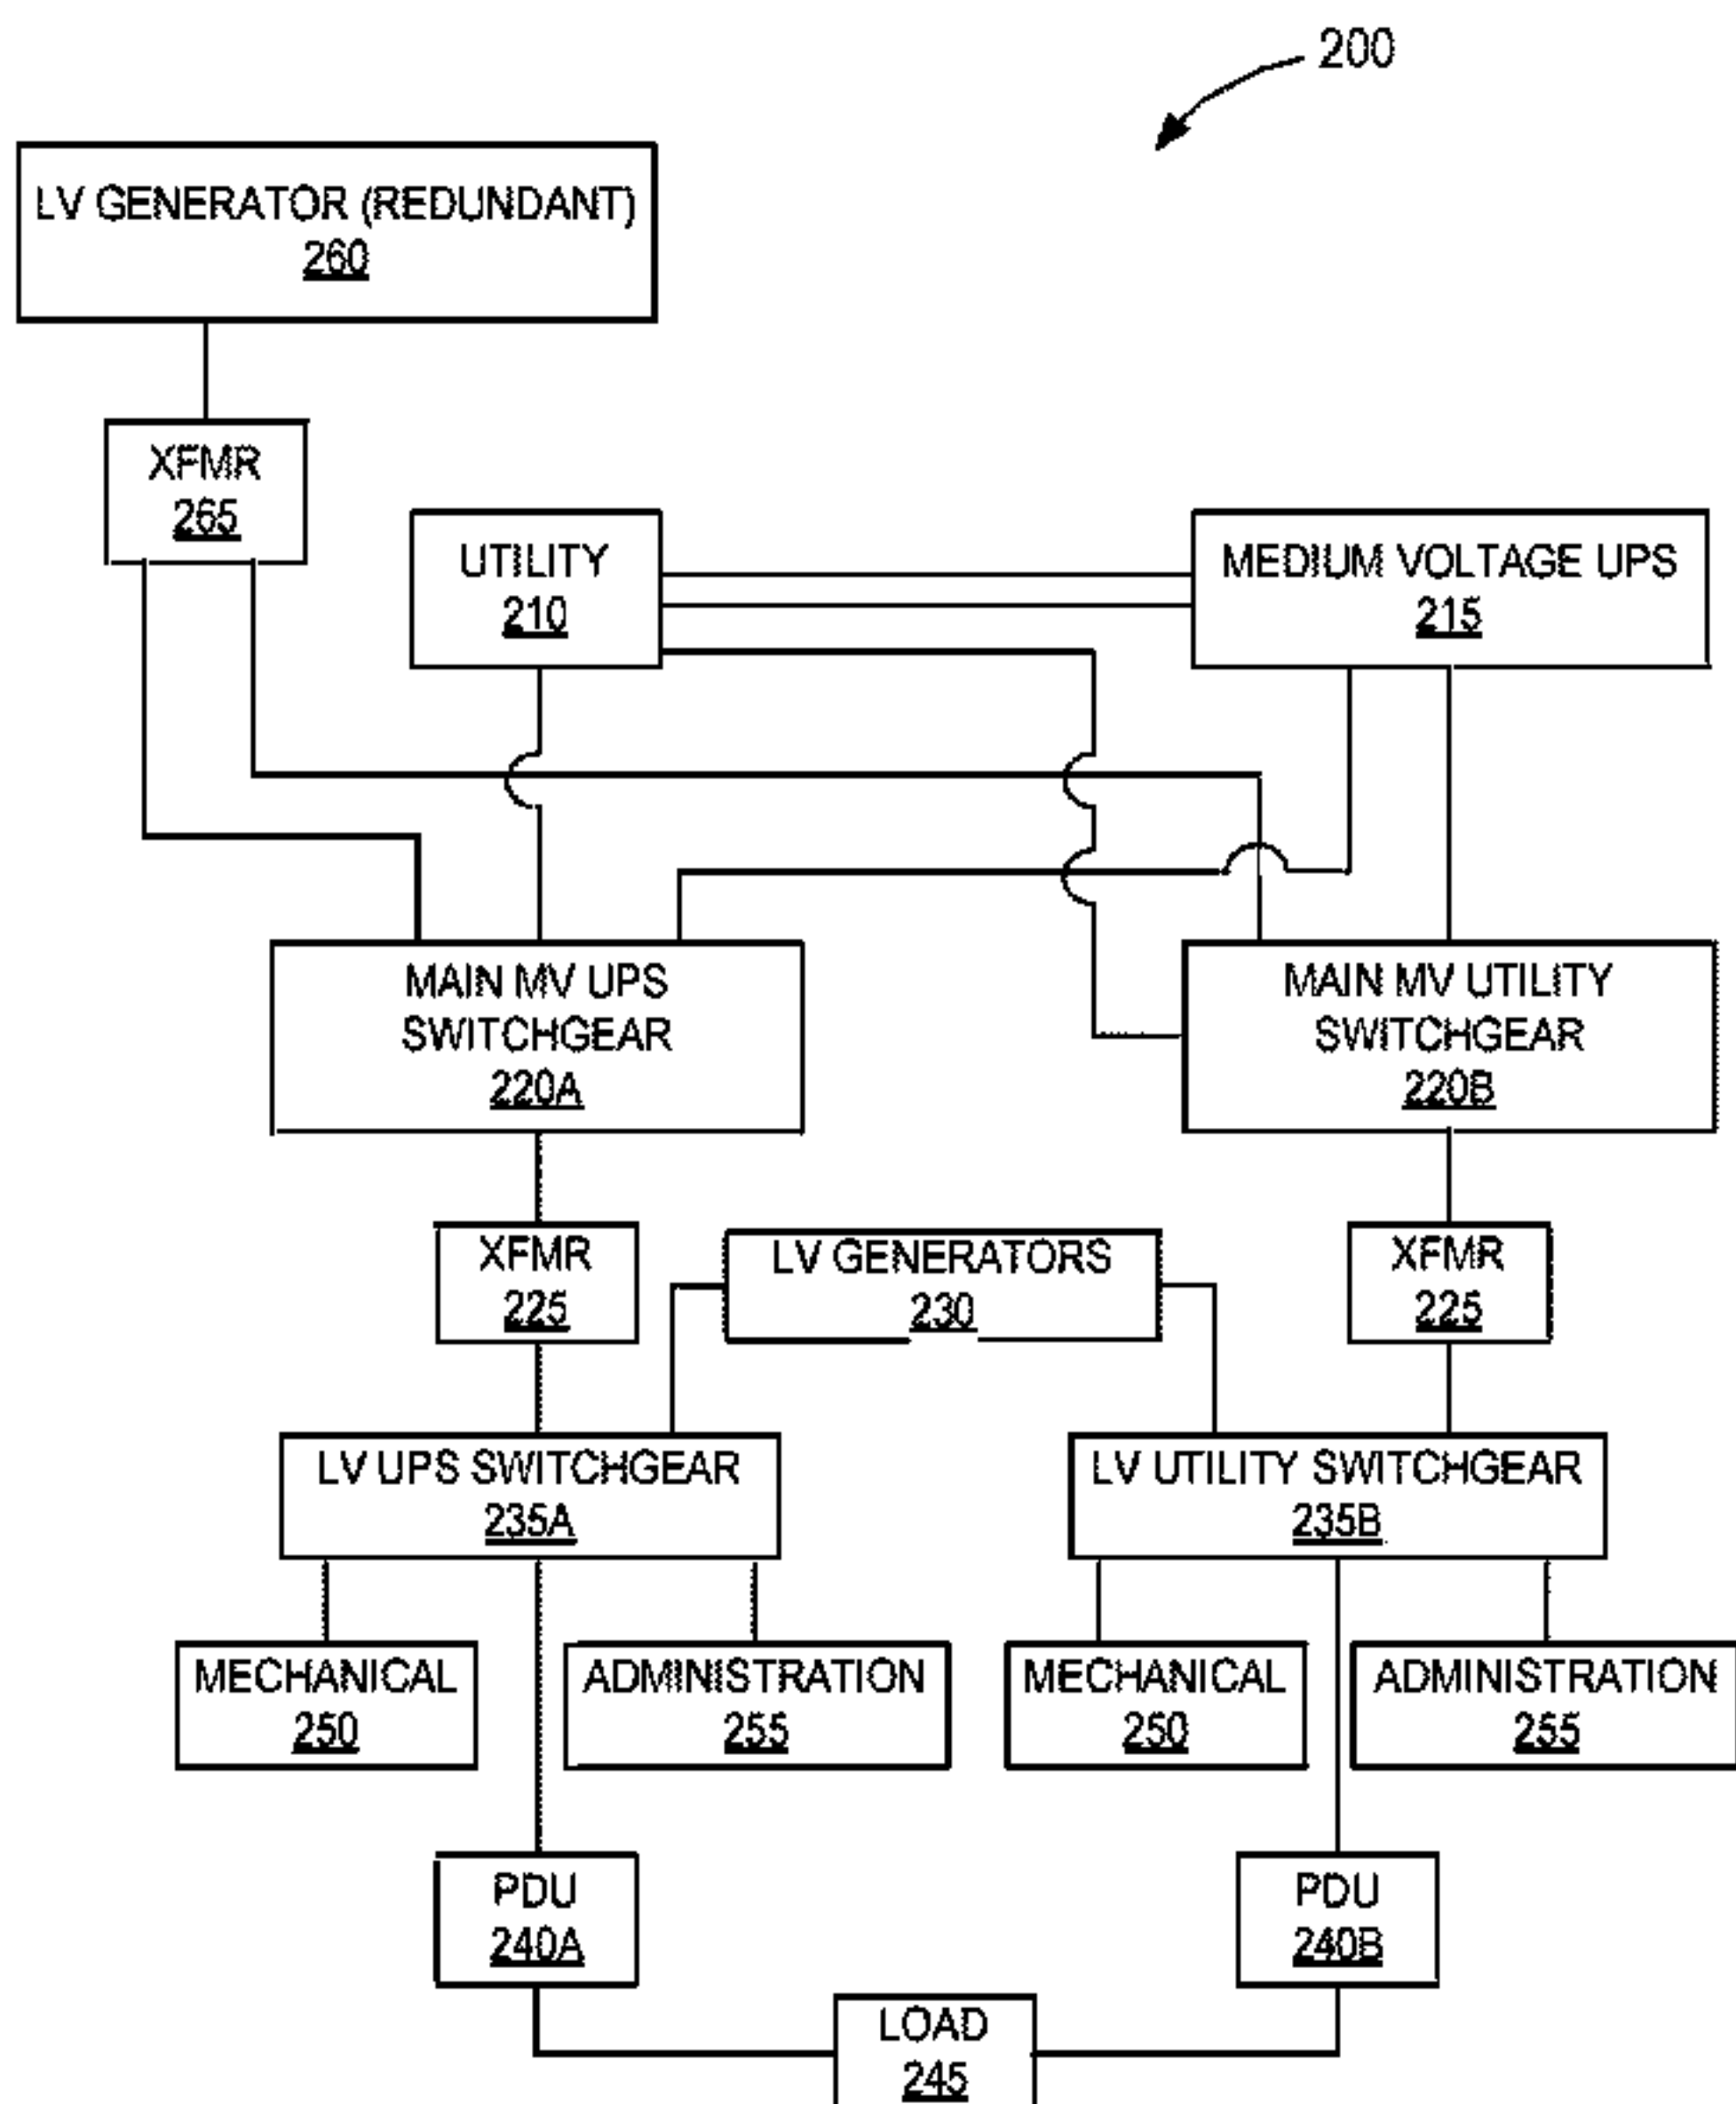 200
LV GENERATOR (REDUNDANT)
260
XFMR
265
UTILITY
210
MEDIUM VOLTAGE UPS
215
MAIN MV UPS
SWITCHGEAR
220A
MAIN MV UTILITY
SWITCHGEAR
220B
XFMR
225
LV GENERATORS
230
XFMR
225
LV UPS SWITCHGEAR
235A
LV UTILITY SWITCHGEAR
235B
MECHANICAL
250
ADMINISTRATION
255
MECHANICAL
250
ADMINISTRATION
255
PDU
240A
PDU
240B
LOAD
245